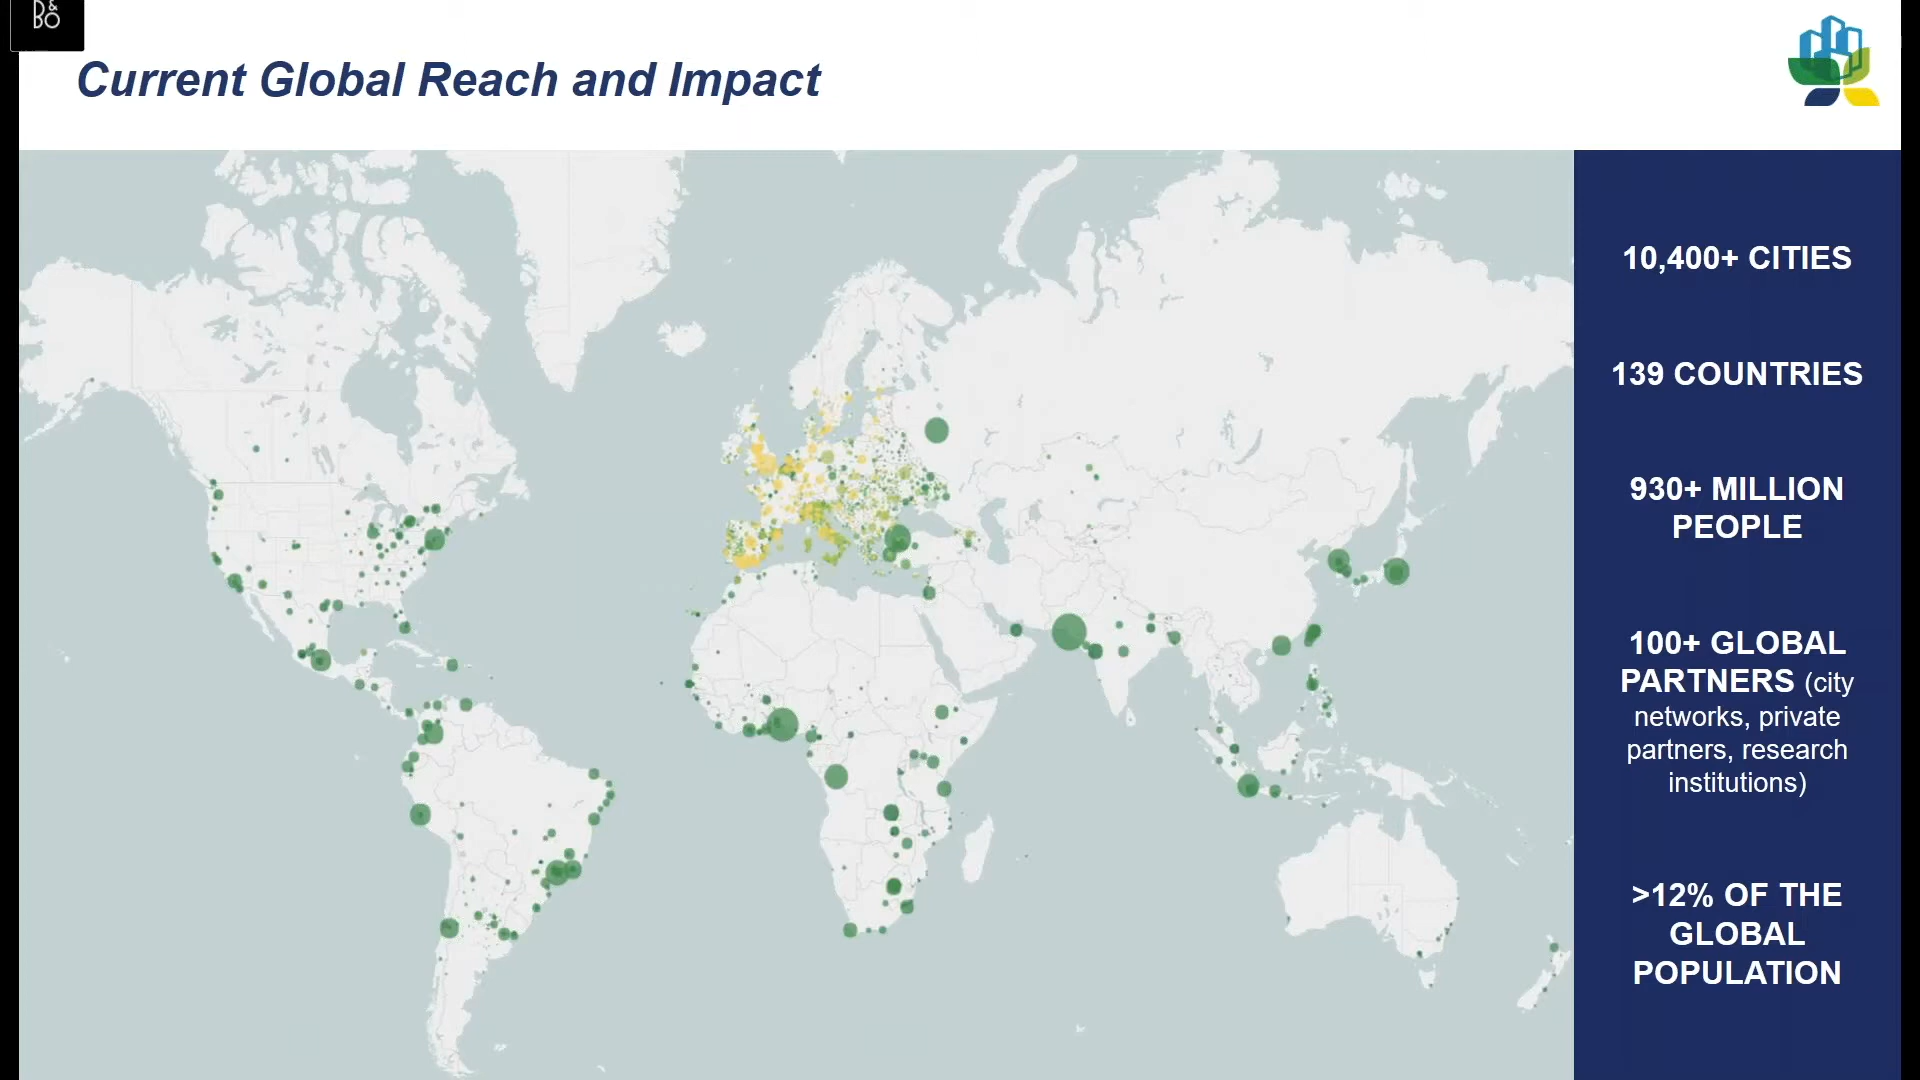 B&
BO
Current Global Reach and Impact
10,400+ CITIES
139 COUNTRIES
930+ MILLION
PEOPLE
100+ GLOBAL
PARTNERS (city
networks, private
partners, research
institutions)
>12% OF THE
GLOBAL
POPULATION